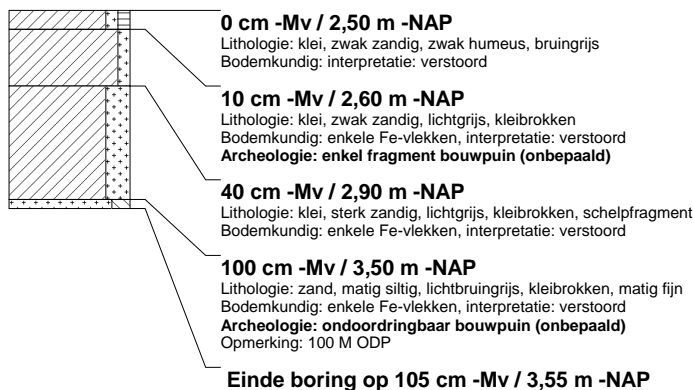 0 cm -Mv / 2,50 m -NAP
Lithologie: klei, zwak zandig, zwak humeus, bruingrijs
Bodemkundig: interpretatie: verstoord
10 cm -Mv / 2,60 m -NAP
Lithologie: klei, zwak zandig, lichtgrijs, kleibrokken
Bodemkundig: enkele Fe-vlekken, interpretatie: verstoord
Archeologie: enkel fragment bouwpuin (onbepaald)
40 cm -Mv / 2,90 m -NAP
Lithologie: klei, sterk zandig, lichtgrijs, kleibrokken, schelpfragment
Bodemkundig: enkele Fe-vlekken, interpretatie: verstoord
100 cm -Mv / 3,50 m -NAP
Lithologie: zand, matig siltig, lichtbruingrijs, kleibrokken, matig fijn
Bodemkundig: enkele Fe-vlekken, interpretatie: verstoord
Archeologie: ondoordringbaar bouwpuin (onbepaald)
Opmerking: 100 M ODP
Einde boring op 105 cm -Mv / 3,55 m -NAP